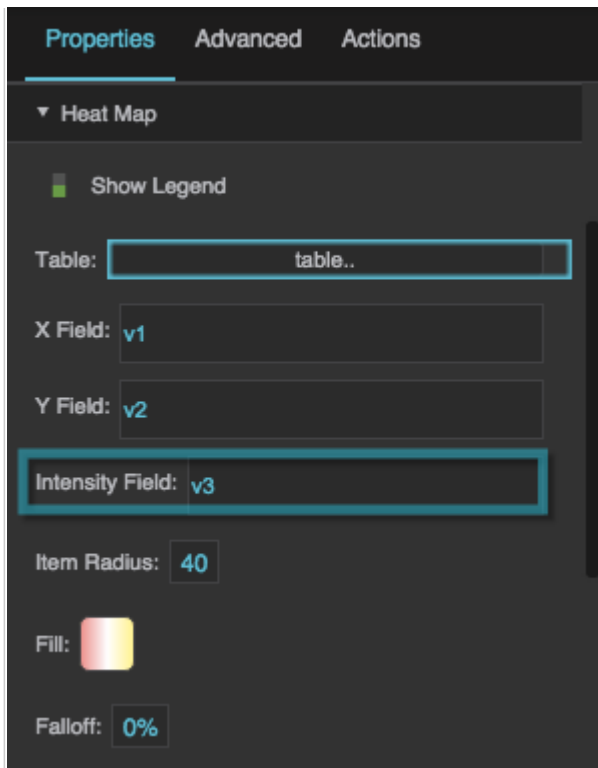 Properties Advanced Actions
Heat Map
Show Legend
Table: table..
X Field: v1
Y Field: v2
Intensity Field: v3
Item Radius: 40
Fill:
Falloff: 0%